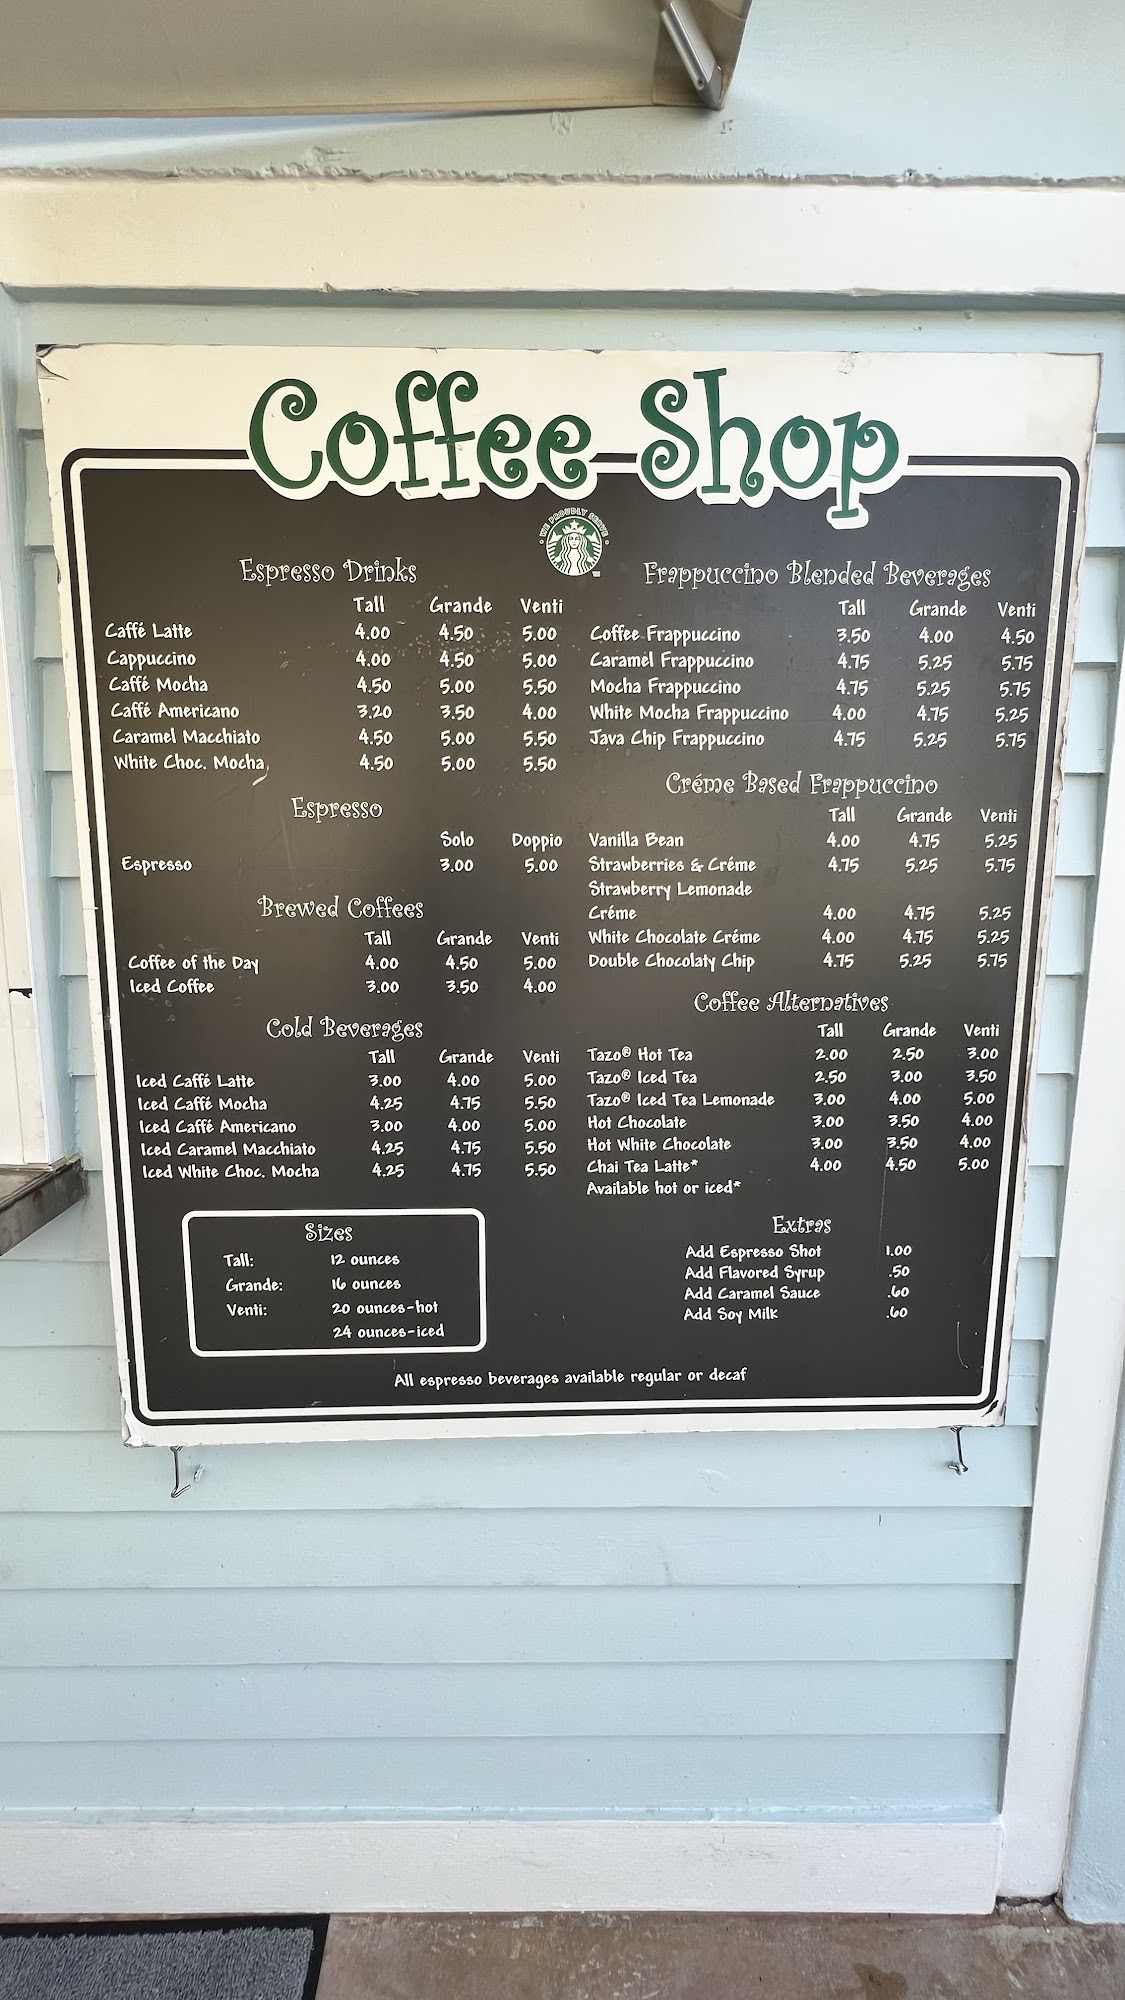 Coffee Shop
WE PROUDLY SERVE
Espresso Drinks
Tall Grande Venti
Caffé Latte 4.00 4.50 5.00
Cappuccino 4.00 4.50 5.00
Caffé Mocha 4.50 5.00 5.50
Caffé Americano 3.20 3.50 4.00
Caramel Macchiato 4.50 5.00 5.50
White Choc. Mocha 4.50 5.00 5.50
Espresso
Solo Doppio
Espresso 3.00 5.00
Brewed Coffees
Tall Grande Venti
Coffee of the Day 4.00 4.50 5.00
Iced Coffee 3.00 3.50 4.00
Cold Beverages
Tall Grande Venti
Iced Caffé Latte 3.00 4.00 5.00
Iced Caffé Mocha 4.25 4.75 5.50
Iced Caffé Americano 3.00 4.00 5.00
Iced Caramel Macchiato 4.25 4.75 5.50
Iced White Choc. Mocha 4.25 4.75 5.50
Sizes
Tall: 12 ounces
Grande: 16 ounces
Venti: 20 ounces-hot
24 ounces-iced
Frappuccino Blended Beverages
Tall Grande Venti
Coffee Frappuccino 3.50 4.00 4.50
Caramel Frappuccino 4.75 5.25 5.75
Mocha Frappuccino 4.75 5.25 5.75
White Mocha Frappuccino 4.00 4.75 5.25
Java Chip Frappuccino 4.75 5.25 5.75
Créme Based Frappuccino
Tall Grande Venti
Vanilla Bean 4.00 4.75 5.25
Strawberries & Créme 4.75 5.25 5.75
Strawberry Lemonade
Créme 4.00 4.75 5.25
White Chocolate Créme 4.00 4.75 5.25
Double Chocolaty Chip 4.75 5.25 5.75
Coffee Alternatives
Tall Grande Venti
Tazo® Hot Tea 2.00 2.50 3.00
Tazo® Iced Tea 2.50 3.00 3.50
Tazo® Iced Tea Lemonade 3.00 4.00 5.00
Hot Chocolate 3.00 3.50 4.00
Hot White Chocolate 3.00 3.50 4.00
Chai Tea Latte* 4.00 4.50 5.00
Available hot or iced*
Extras
Add Espresso Shot 1.00
Add Flavored Syrup .50
Add Caramel Sauce .60
Add Soy Milk .60
All espresso beverages available regular or decaf